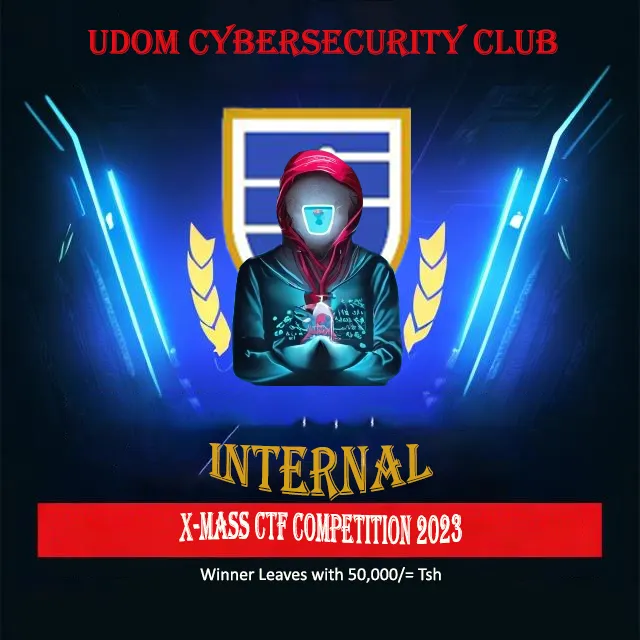 UDOM CYBERSECURITY CLUB
INTERNAL
X-MASS CTF COMPETITION 2023
Winner Leaves with 50,000/= Tsh